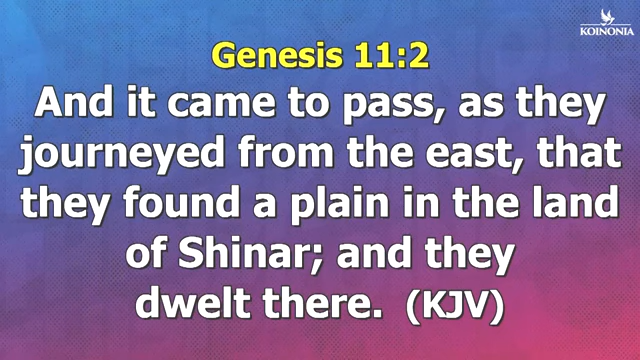 KOINONIA
Genesis 11:2
And it came to pass, as they
journeyed from the east, that
they found a plain in the land
of Shinar; and they
dwelt there. (KJV)